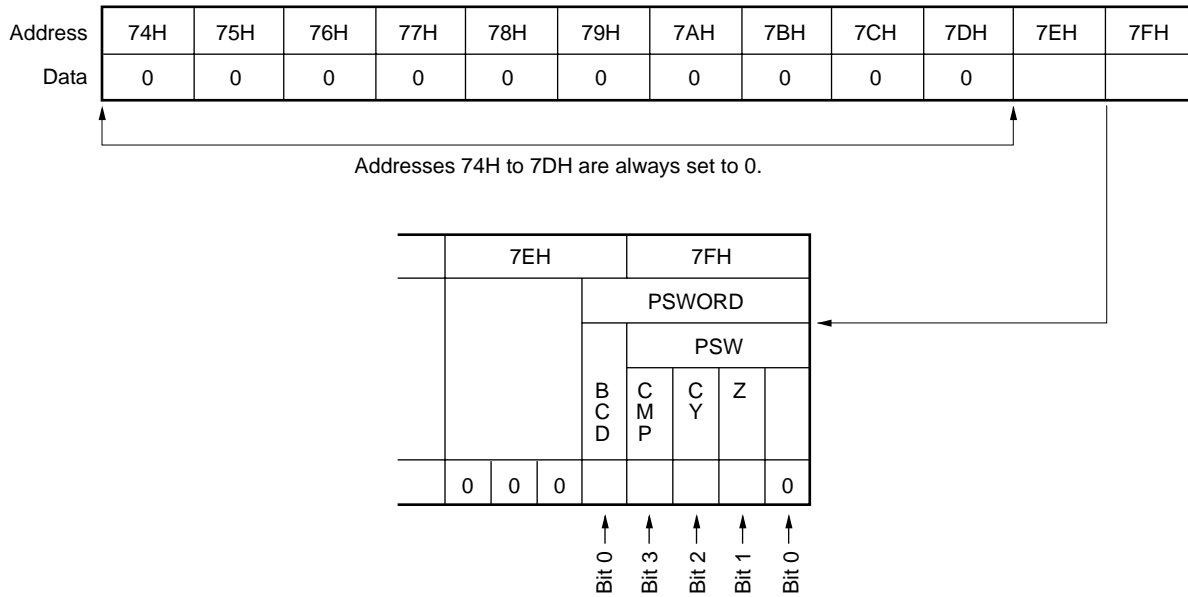 Address 74H 75H 76H 77H 78H 79H 7AH 7BH 7CH 7DH 7EH 7FH
Data 0 0 0 0 0 0 0 0 0 0
Addresses 74H to 7DH are always set to 0.
7EH 7FH
PSWORD
PSW
BCD CMP CY Z
0 0 0 0
Bit 0 Bit 3 Bit 2 Bit 1 Bit 0